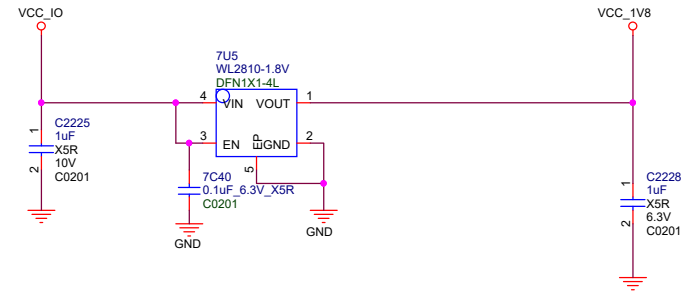 VCC_IO
VCC_1V8
7U5
WL2810-1.8V
DFN1X1-4L
4
VIN
VOUT
1
3
EN
EP
GND
2
5
1
2
C2225
1uF
X5R
10V
C0201
7C40
0.1uF_6.3V_X5R
C0201
GND
GND
1
2
C2228
1uF
X5R
6.3V
C0201